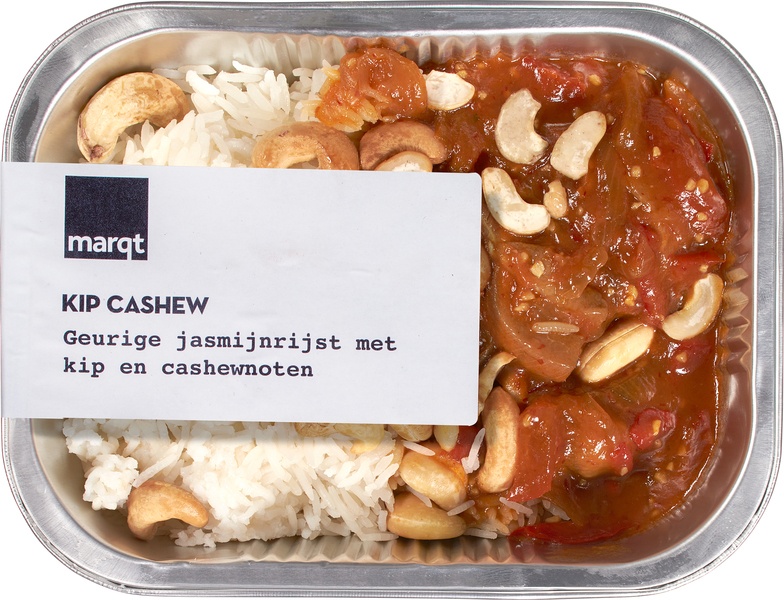 marqt
KIP CASHEW
Geurige jasmijnrijst met
kip en cashewnoten